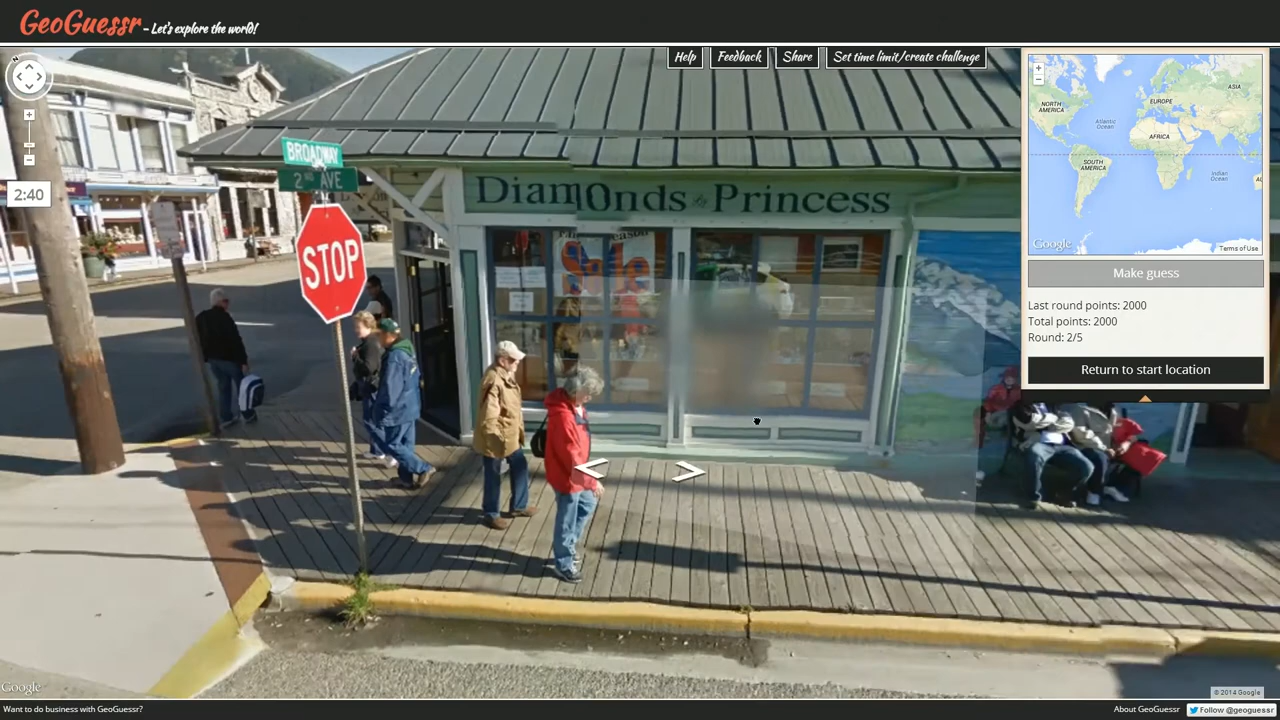 GeoGuessr - Let's explore the world!
Help
Feedback
Share
Set time limit/create challenge
BROADWAY
2ND AVE
STOP
2:40
Diamonds by Princess
Sale
NORTH AMERICA
EUROPE
ASIA
Atlantic Ocean
AFRICA
SOUTH AMERICA
Indian Ocean
Google
Terms of Use
Make guess
Last round points: 2000
Total points: 2000
Round: 2/5
Return to start location
Google
© 2014 Google
Want to do business with GeoGuessr?
About GeoGuessr
Follow @geoguessr